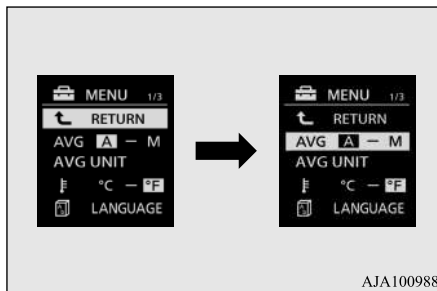 MENU 1/3
RETURN
AVG A – M
AVG UNIT
°C – °F
LANGUAGE
MENU 1/3
RETURN
AVG A – M
AVG UNIT
°C – °F
LANGUAGE
AJA100988